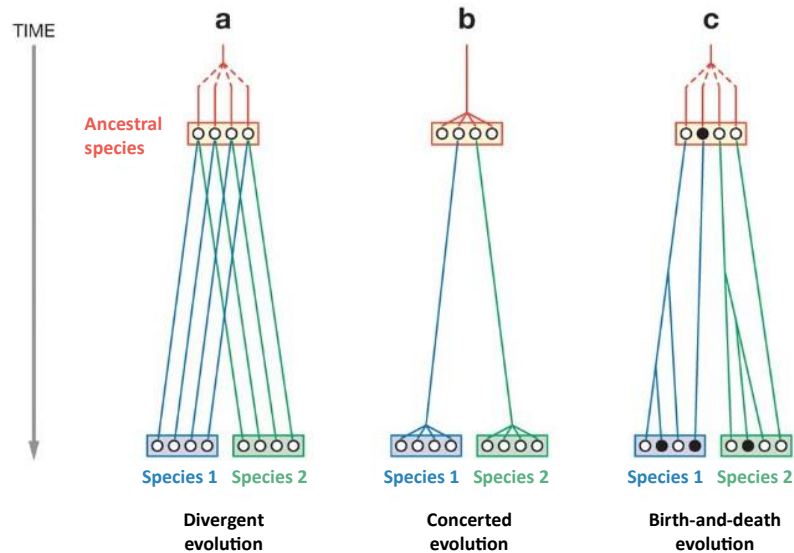 a
b
c
TIME
Ancestral
species
Species 1
Species 2
Species 1
Species 2
Species 1
Species 2
Divergent
evolution
Concerted
evolution
Birth-and-death
evolution